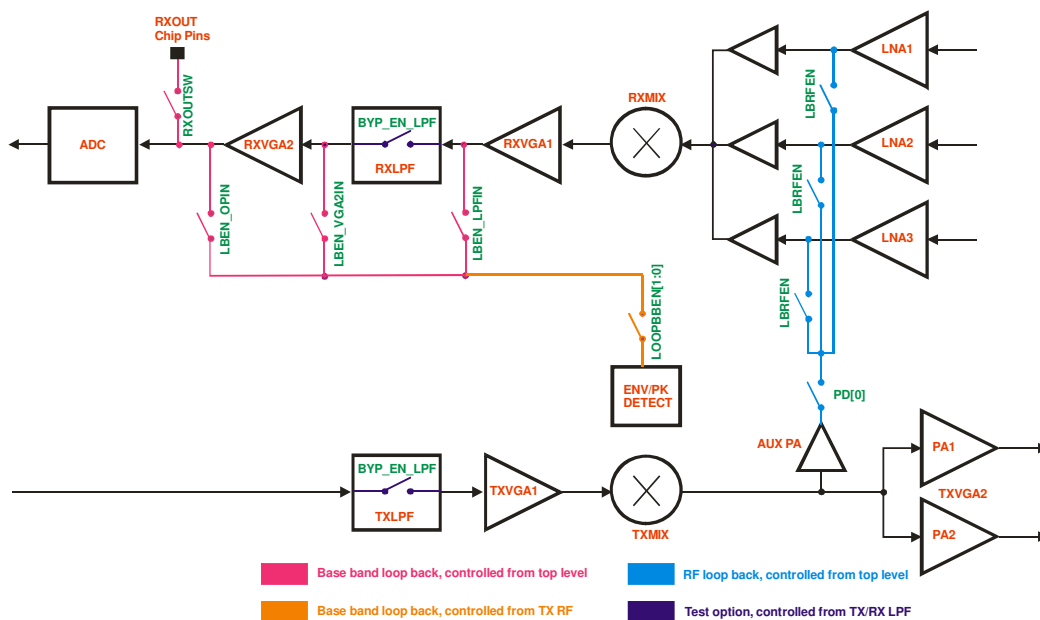 RXOUT
Chip Pins
RXOUTSW
ADC
RXVGA2
BYP_EN_LPF
RXLPF
RXVGA1
RXMIX
LNA1
LBRFEN
LNA2
LBRFEN
LNA3
LBRFEN
LBEN_OPIN
LBEN_VGA2IN
LBEN_LPFIN
LOOPBBEN[1:0]
ENV/PK
DETECT
PD[0]
AUX PA
PA1
BYP_EN_LPF
TXLPF
TXVGA1
TXMIX
TXVGA2
PA2
Base band loop back, controlled from top level
RF loop back, controlled from top level
Base band loop back, controlled from TX RF
Test option, controlled from TX/RX LPF